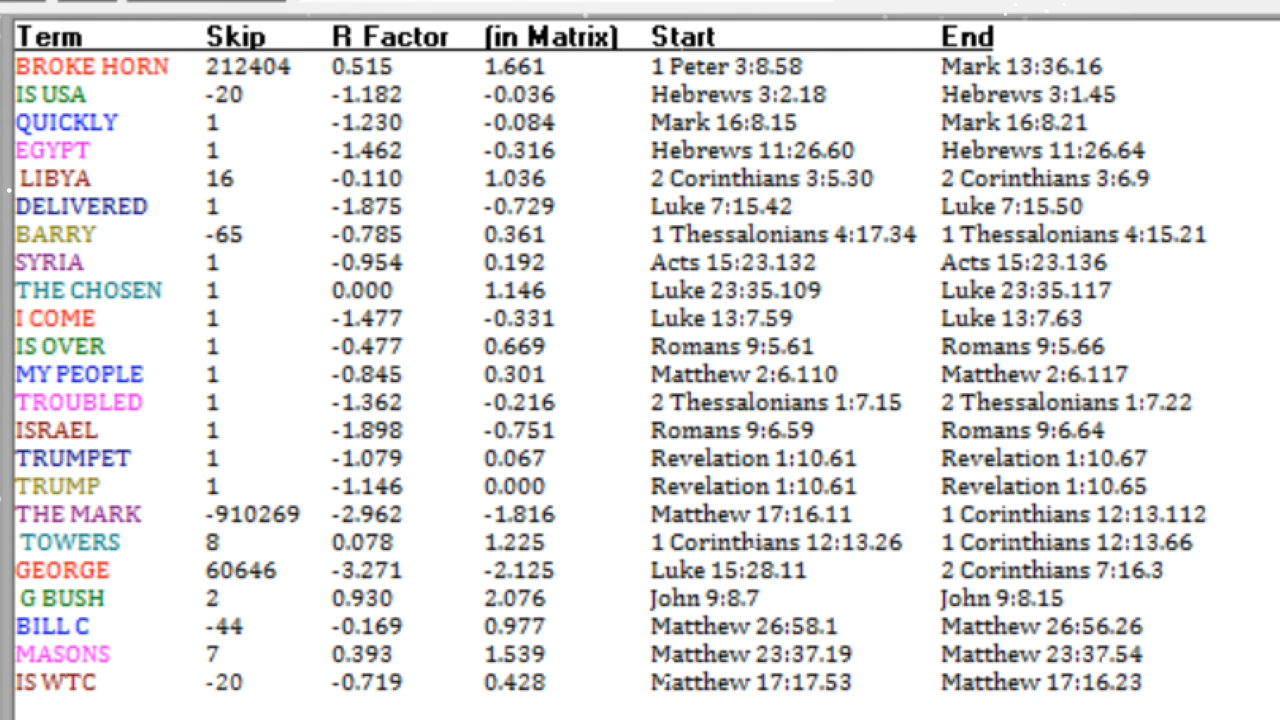 Term Skip R Factor (in Matrix) Start End
BROKE HORN 212404 0.515 1.661 1 Peter 3:8.58 Mark 13:36.16
IS USA -20 -1.182 -0.036 Hebrews 3:2.18 Hebrews 3:1.45
QUICKLY 1 -1.230 -0.084 Mark 16:8.15 Mark 16:8.21
EGYPT 1 -1.462 -0.316 Hebrews 11:26.60 Hebrews 11:26.64
LIBYA 16 -0.110 1.036 2 Corinthians 3:5.30 2 Corinthians 3:6.9
DELIVERED 1 -1.875 -0.729 Luke 7:15.42 Luke 7:15.50
BARRY -65 -0.785 0.361 1 Thessalonians 4:17.34 1 Thessalonians 4:15.21
SYRIA 1 -0.954 0.192 Acts 15:23.132 Acts 15:23.136
THE CHOSEN 1 0.000 1.146 Luke 23:35.109 Luke 23:35.117
I COME 1 -1.477 -0.331 Luke 13:7.59 Luke 13:7.63
IS OVER 1 -0.477 0.669 Romans 9:5.61 Romans 9:5.66
MY PEOPLE 1 -0.845 0.301 Matthew 2:6.110 Matthew 2:6.117
TROUBLED 1 -1.362 -0.216 2 Thessalonians 1:7.15 2 Thessalonians 1:7.22
ISRAEL 1 -1.898 -0.751 Romans 9:6.59 Romans 9:6.64
TRUMPET 1 -1.079 0.067 Revelation 1:10.61 Revelation 1:10.67
TRUMP 1 -1.146 0.000 Revelation 1:10.61 Revelation 1:10.65
THE MARK -910269 -2.962 -1.816 Matthew 17:16.11 1 Corinthians 12:13.112
TOWERS 8 0.078 1.225 1 Corinthians 12:13.26 1 Corinthians 12:13.66
GEORGE 60646 -3.271 -2.125 Luke 15:28.11 2 Corinthians 7:16.3
G BUSH 2 0.930 2.076 John 9:8.7 John 9:8.15
BILL C -44 -0.169 0.977 Matthew 26:58.1 Matthew 26:56.26
MASONS 7 0.393 1.539 Matthew 23:37.19 Matthew 23:37.54
IS WTC -20 -0.719 0.428 Matthew 17:17.53 Matthew 17:16.23